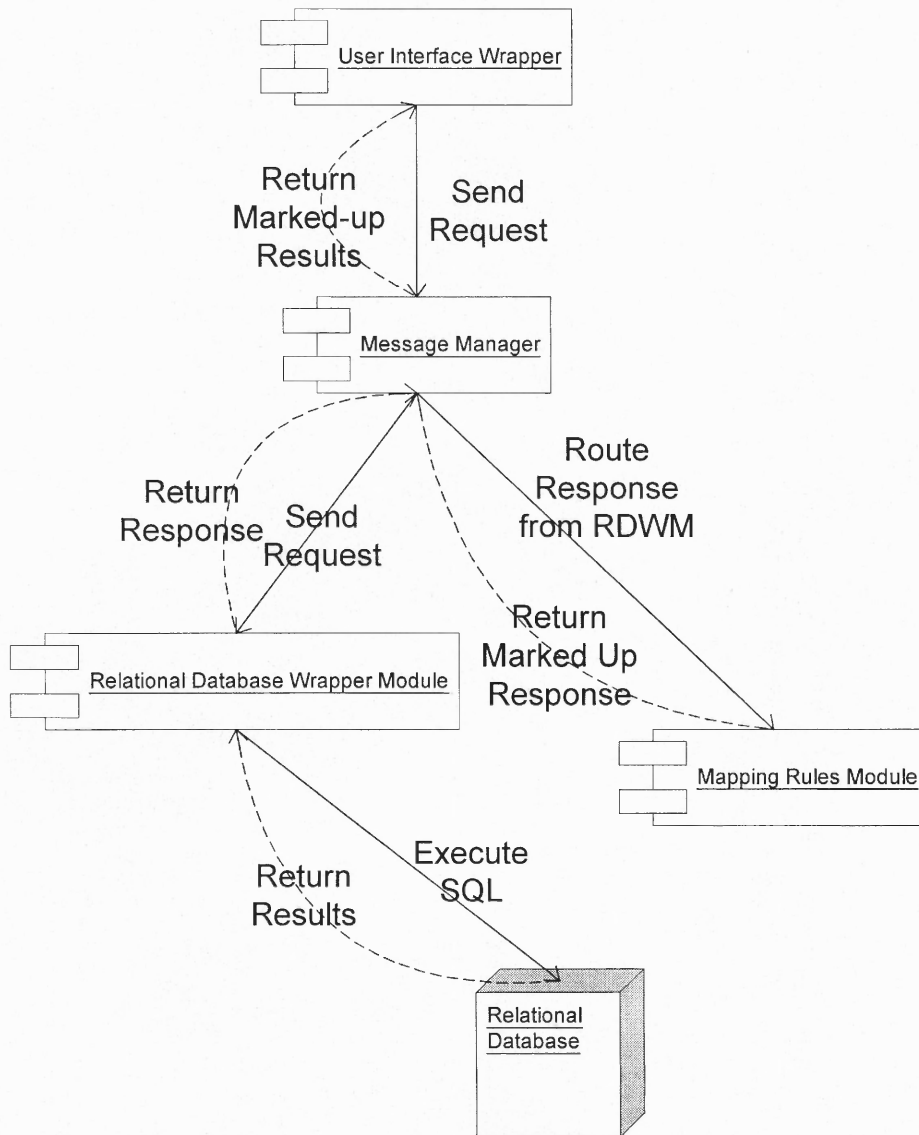 User Interface Wrapper
Return
Marked-up
Results
Send
Request
Message Manager
Return
Response
Send
Request
Route
Response
from RDWM
Return
Marked Up
Response
Relational Database Wrapper Module
Mapping Rules Module
Execute
SQL
Return
Results
Relational
Database